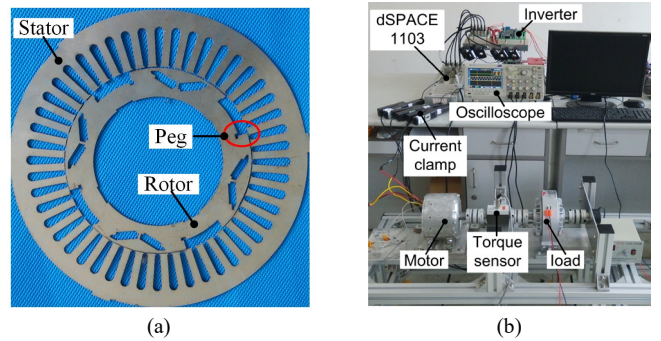 Stator
Peg
Rotor
(a)
dSPACE
1103
Inverter
Oscilloscope
Current
clamp
Motor
Torque
sensor
load
(b)